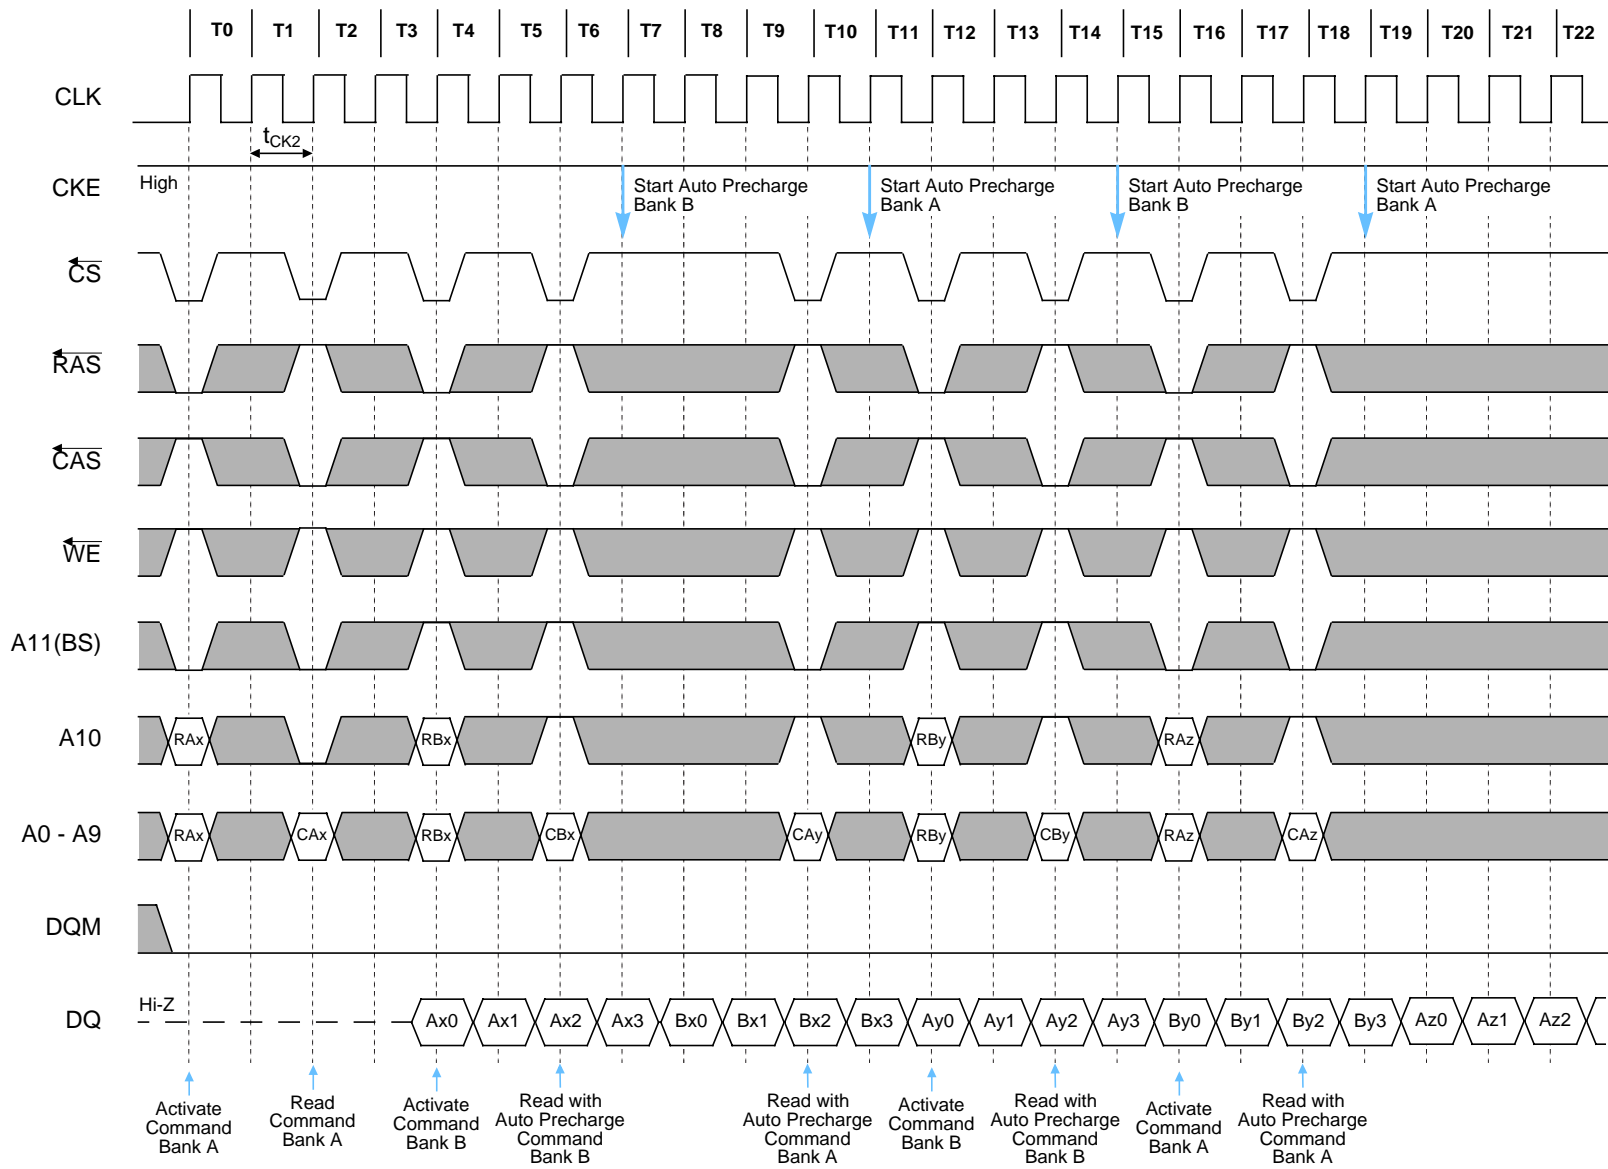 T0 T1 T2 T3 T4 T5 T6 T7 T8 T9 T10 T11 T12 T13 T14 T15 T16 T17 T18 T19 T20 T21 T22
CLK
tCK2
CKE
High
Start Auto Precharge
Bank B
Start Auto Precharge
Bank A
Start Auto Precharge
Bank B
Start Auto Precharge
Bank A
CS
RAS
CAS
WE
A11(BS)
A10
RAx RBx RBy RAz
A0 - A9
RAx CAx RBx CBx CAy RBy CBy RAz CAz
DQM
DQ
Hi-Z
Ax0 Ax1 Ax2 Ax3 Bx0 Bx1 Bx2 Bx3 Ay0 Ay1 Ay2 Ay3 By0 By1 By2 By3 Az0 Az1 Az2
Activate
Command
Bank A
Read
Command
Bank A
Activate
Command
Bank B
Read with
Auto Precharge
Command
Bank B
Read with
Auto Precharge
Command
Bank A
Activate
Command
Bank B
Read with
Auto Precharge
Command
Bank B
Activate
Command
Bank A
Read with
Auto Precharge
Command
Bank A